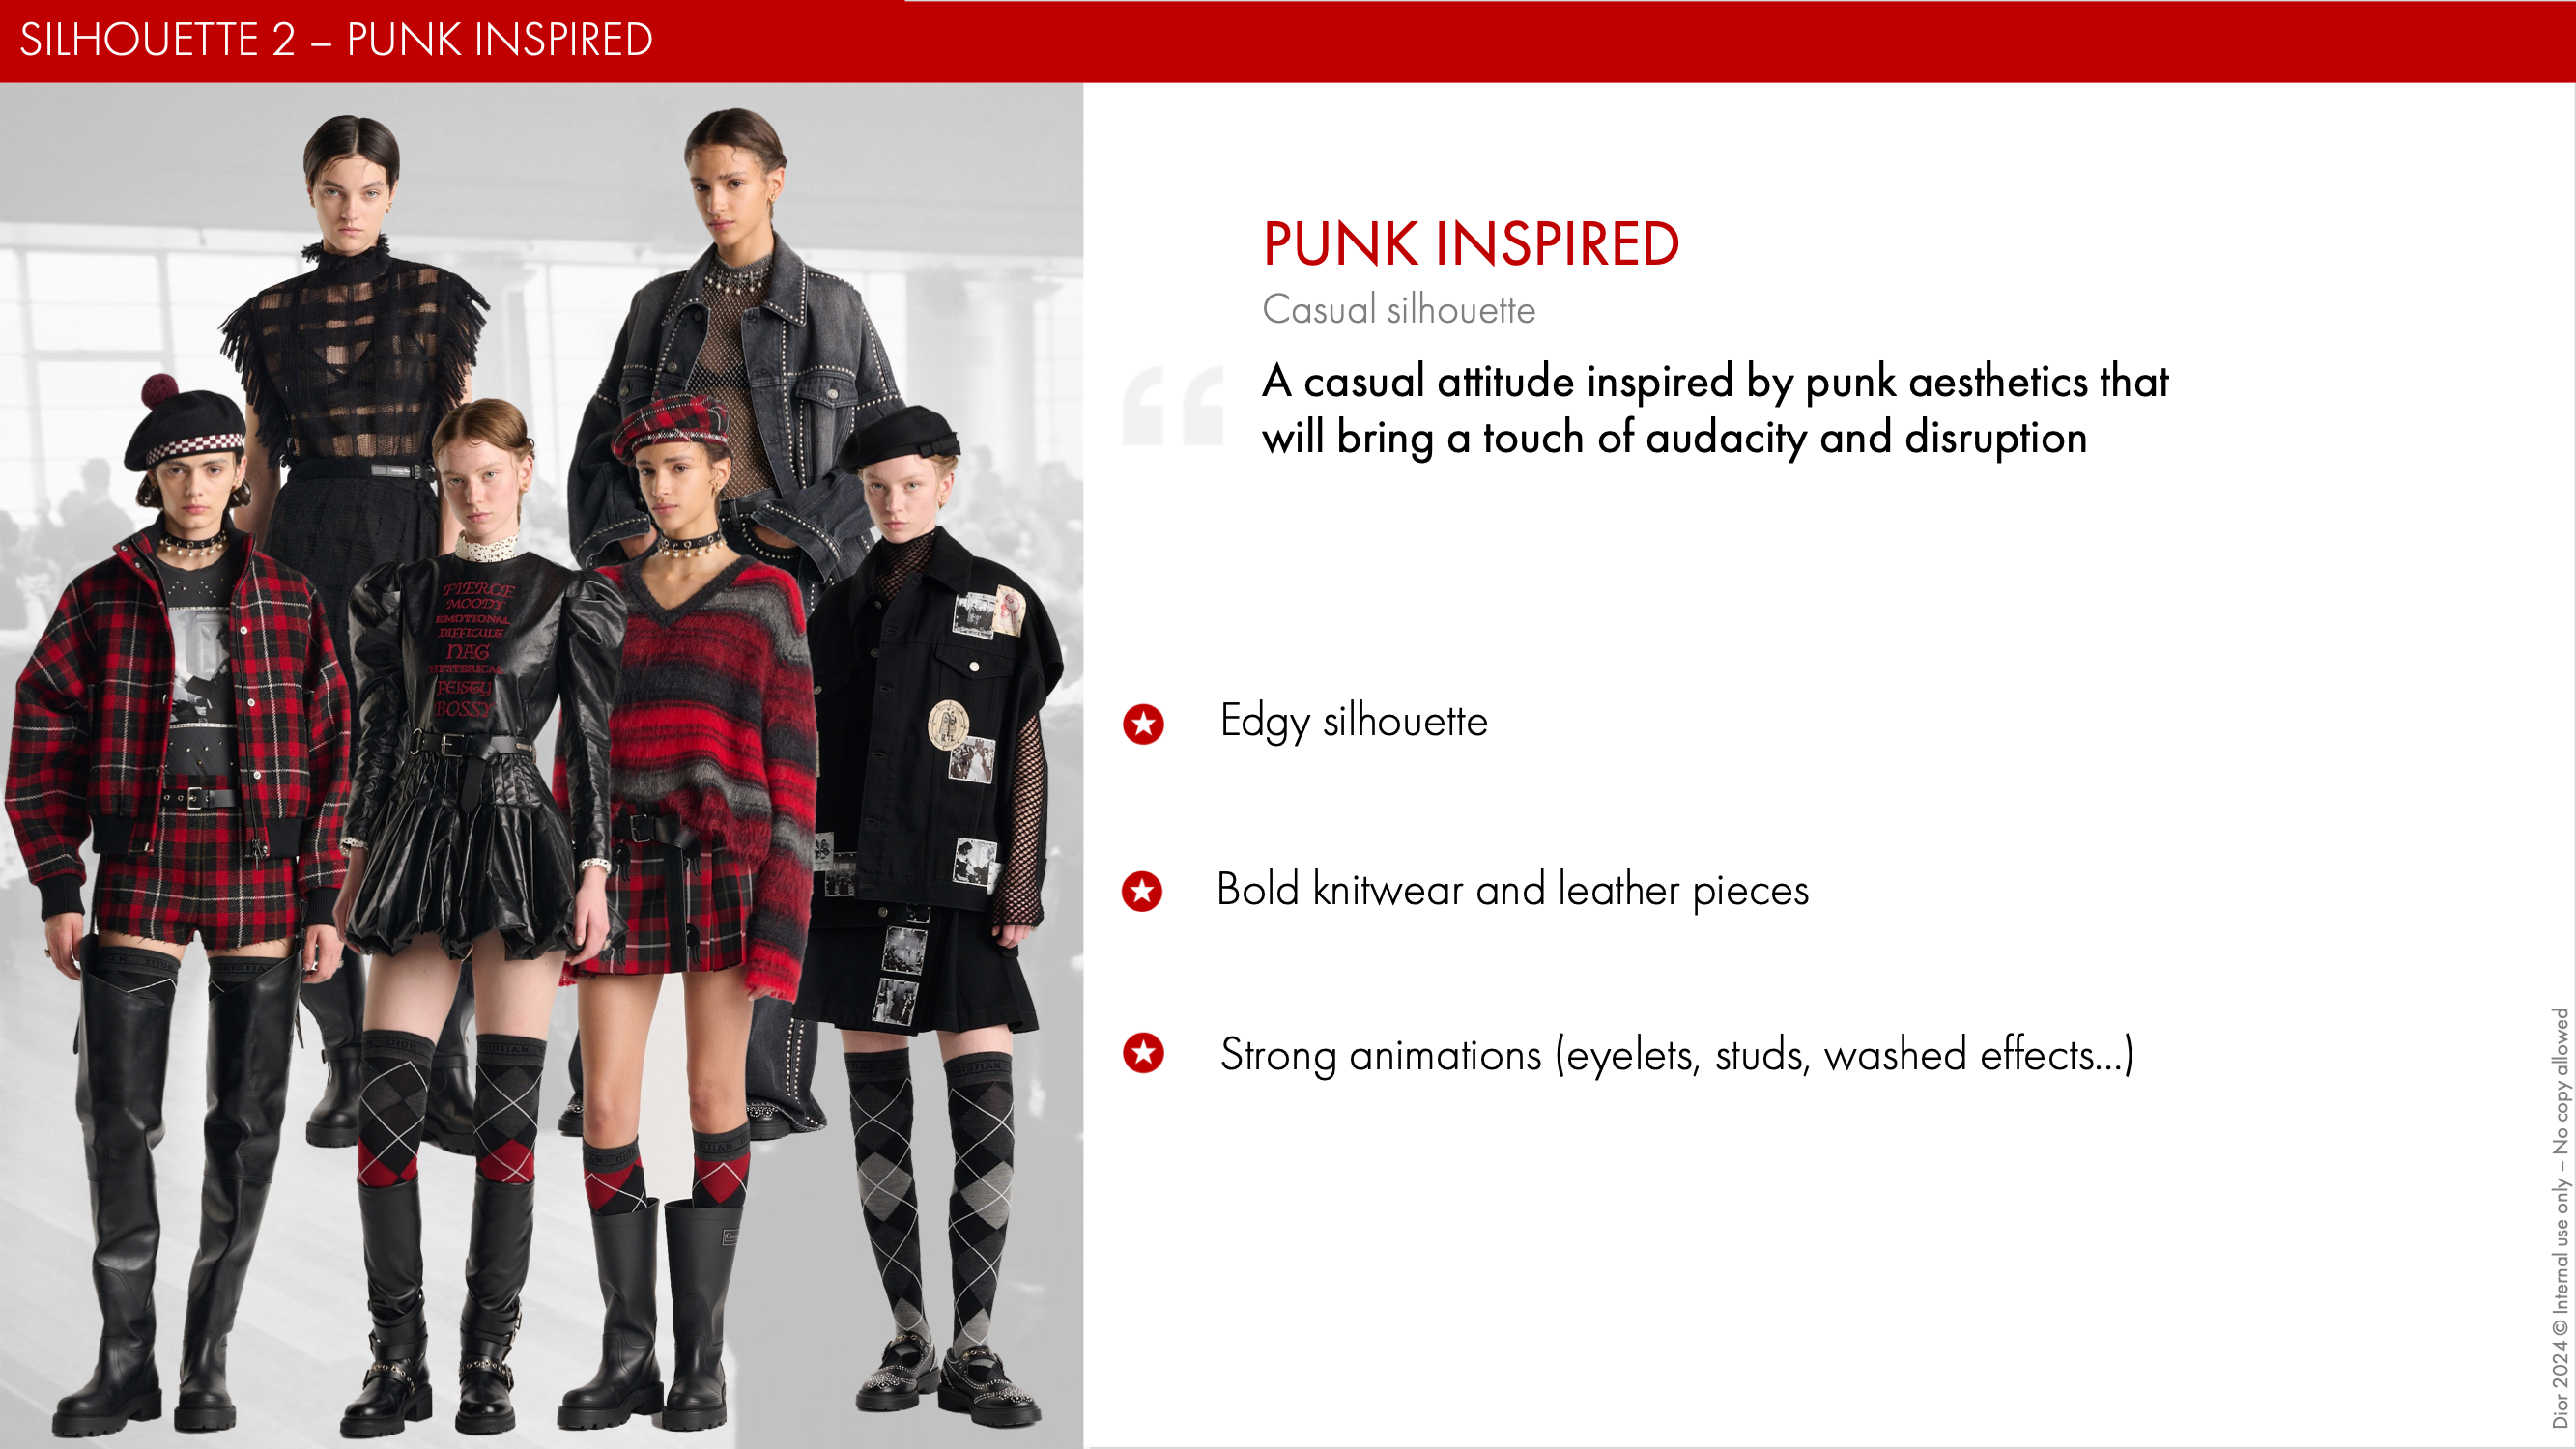 SILHOUETTE 2 – PUNK INSPIRED
PUNK INSPIRED
Casual silhouette
“
A casual attitude inspired by punk aesthetics that
will bring a touch of audacity and disruption
Edgy silhouette
Bold knitwear and leather pieces
Strong animations (eyelets, studs, washed effects...)
FIERCE
MOODY
EMOTIONAL
DIFFICULT
NAG
HYSTERICAL
FEISTY
BOSSY
Dior 2024 © Internal use only – No copy allowed